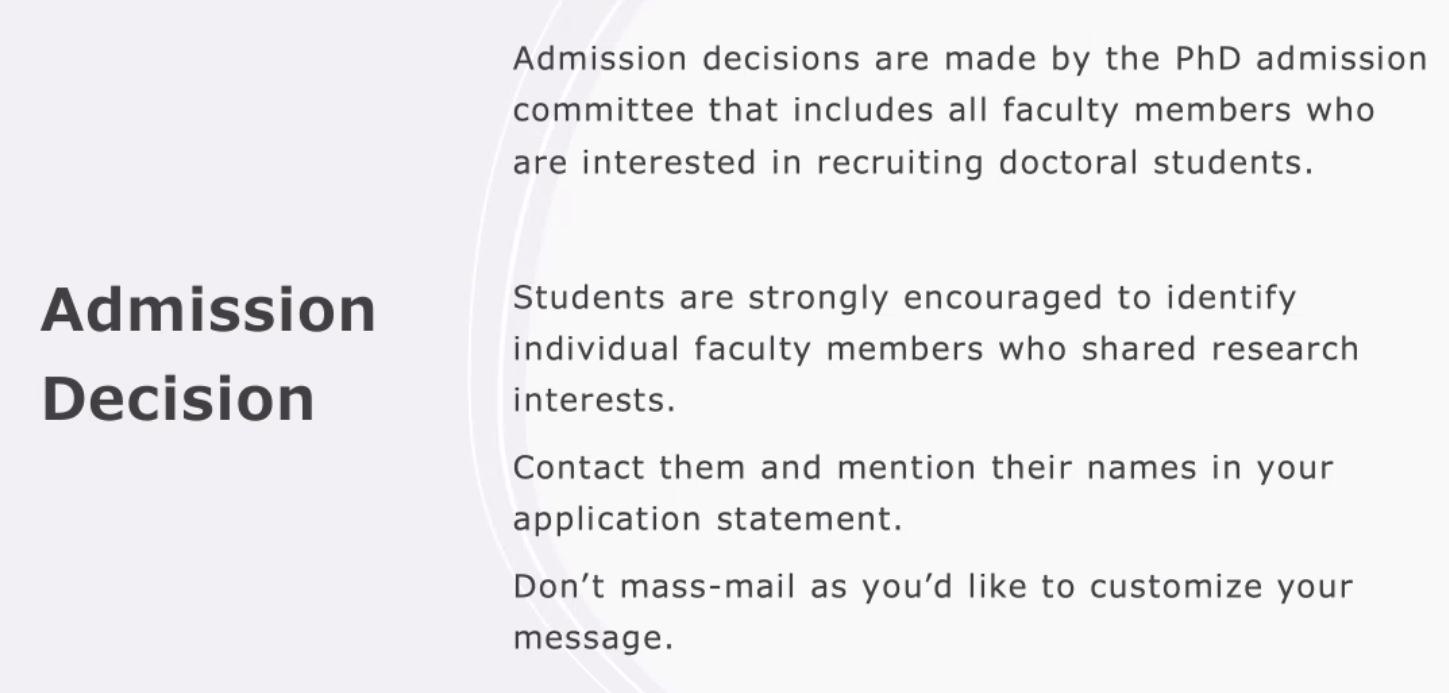 Admission
Decision
Admission decisions are made by the PhD admission
committee that includes all faculty members who
are interested in recruiting doctoral students.
Students are strongly encouraged to identify
individual faculty members who shared research
interests.
Contact them and mention their names in your
application statement.
Don’t mass-mail as you’d like to customize your
message.